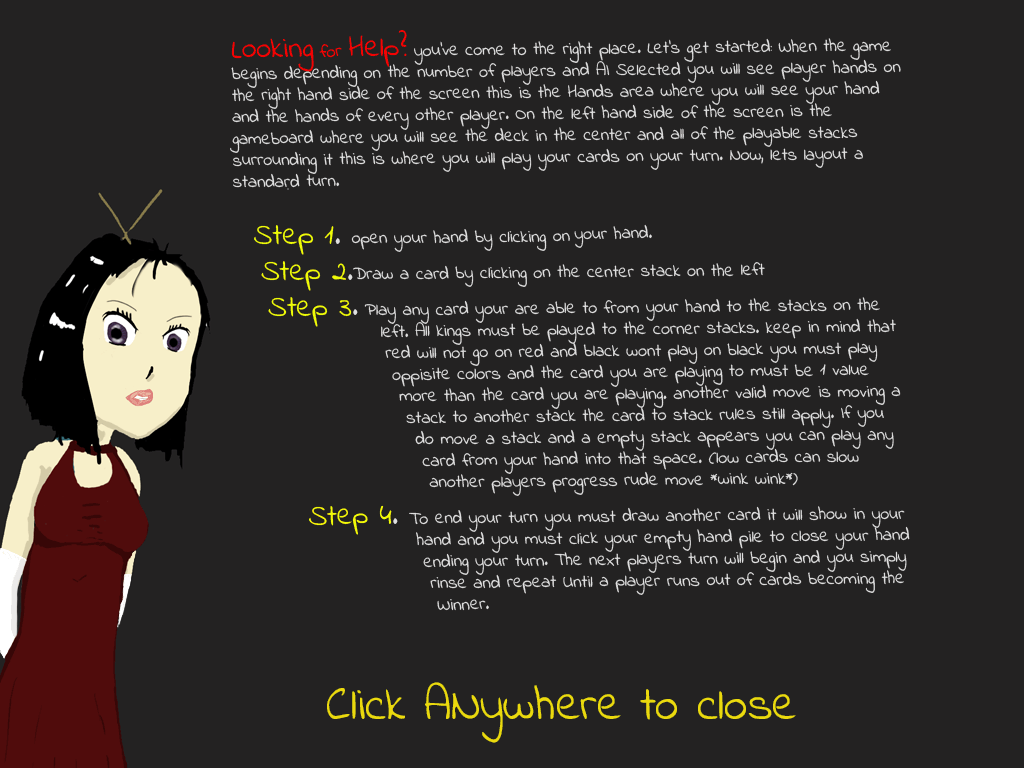 Looking for Help? you've come to the right place. Let's get started: when the game
begins depending on the number of players and AI Selected you will see player hands on
the right hand side of the screen this is the Hands area where you will see your hand
and the hands of every other player. On the left hand side of the screen is the
gameboard where you will see the deck in the center and all of the playable stacks
surrounding it this is where you will play your cards on your turn. Now, lets layout a
standard turn.
Step 1. open your hand by clicking on your hand.
Step 2. Draw a card by clicking on the center stack on the left
Step 3. Play any card your are able to from your hand to the stacks on the
left. All kings must be played to the corner stacks. keep in mind that
red will not go on red and black wont play on black you must play
oppisite colors and the card you are playing to must be 1 value
more than the card you are playing. another valid move is moving a
stack to another stack the card to stack rules still apply. If you
do move a stack and a empty stack appears you can play any
card from your hand into that space. (low cards can slow
another players progress rude move *wink wink*)
Step 4. To end your turn you must draw another card it will show in your
hand and you must click your empty hand pile to close your hand
ending your turn. The next players turn will begin and you simply
rinse and repeat until a player runs out of cards becoming the
winner.
Click ANywhere to close